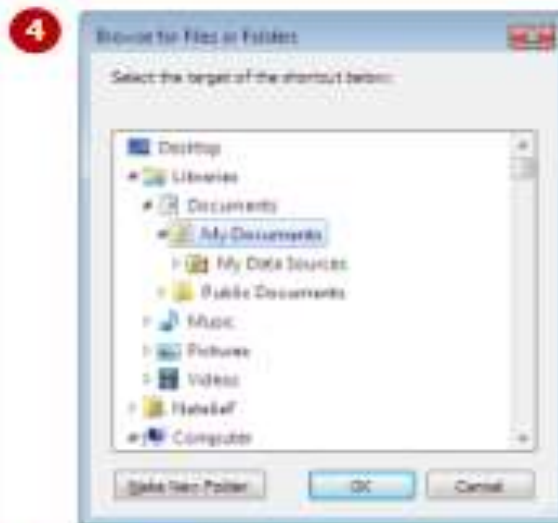 4
Browse for Files or Folders
Select the target of the shortcut below:
Desktop
Libraries
Documents
My Documents
My Data Sources
Public Documents
Music
Pictures
Videos
Computer
Make New Folder
OK
Cancel